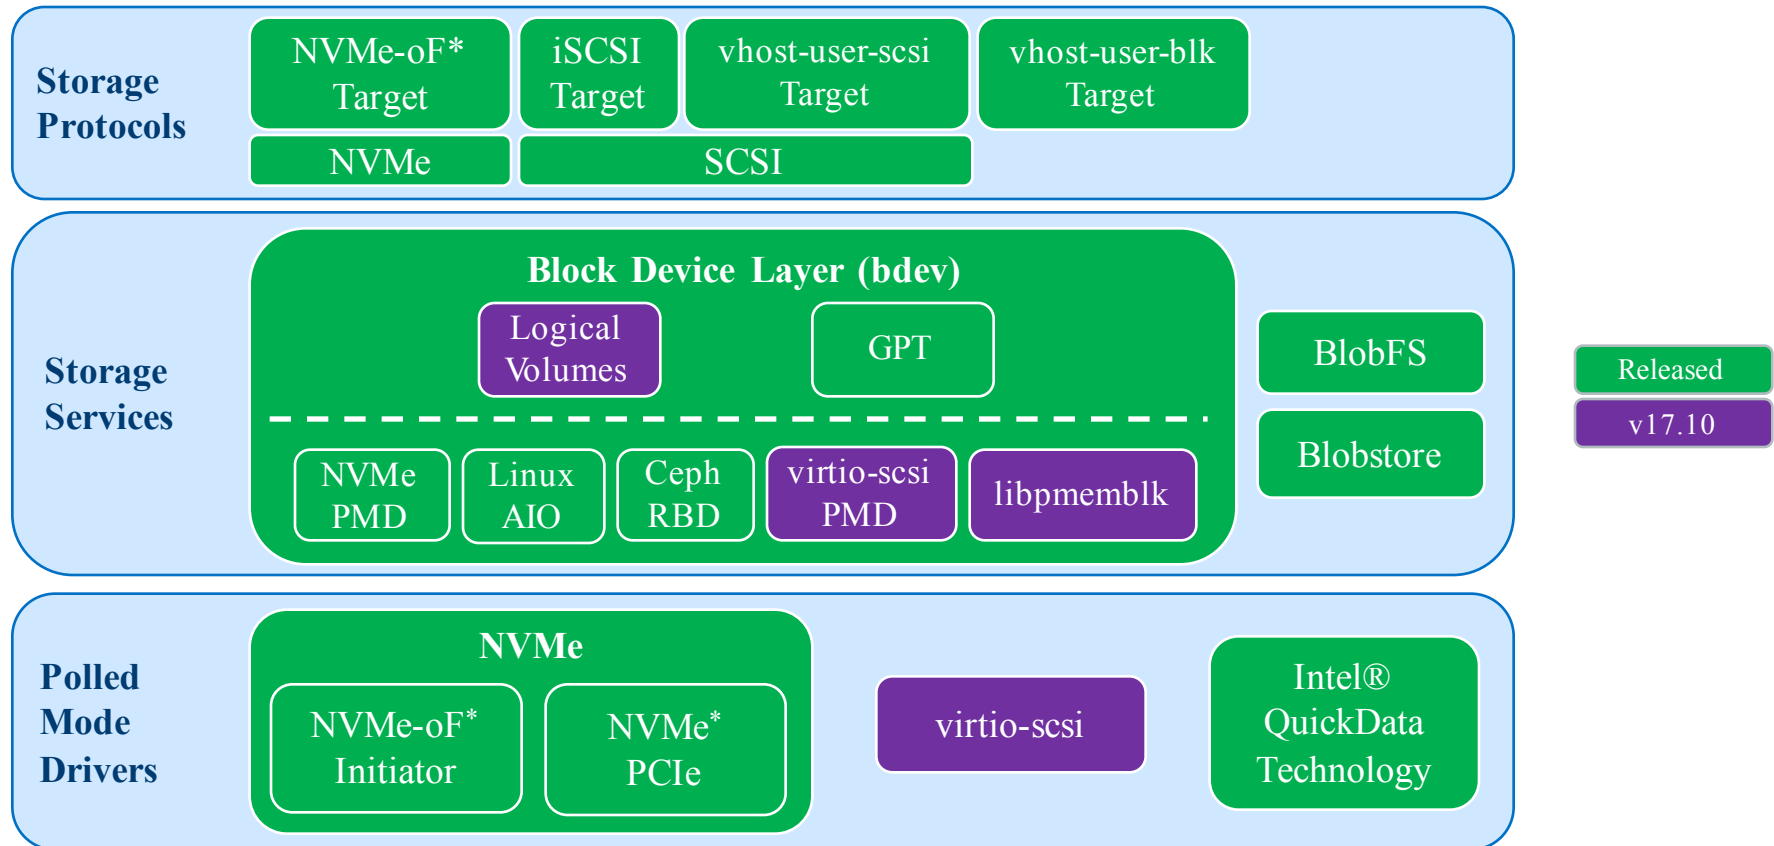 Storage
Protocols
NVMe-oF*
Target
iSCSI
Target
vhost-user-scsi
Target
vhost-user-blk
Target
NVMe
SCSI
Storage
Services
Block Device Layer (bdev)
Logical
Volumes
GPT
NVMe
PMD
Linux
AIO
Ceph
RBD
virtio-scsi
PMD
libpmemblk
BlobFS
Blobstore
Released
v17.10
Polled
Mode
Drivers
NVMe
NVMe-oF*
Initiator
NVMe*
PCIe
virtio-scsi
Intel®
QuickData
Technology